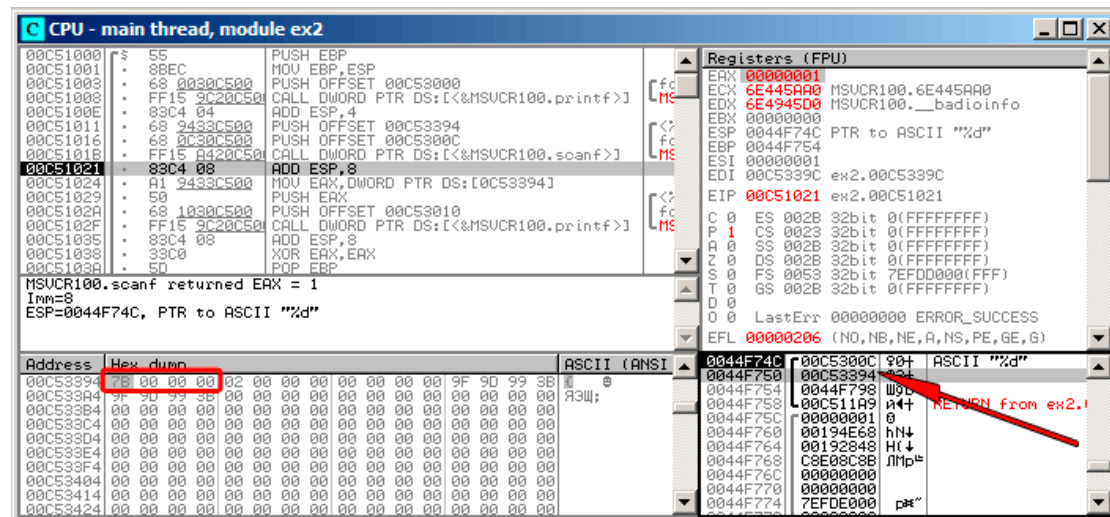 C CPU - main thread, module ex2
00C51000 $ 55 PUSH EBP
00C51001 . 8BEC MOV EBP,ESP
00C51003 . 68 0030C500 PUSH OFFSET 00C53000
00C51008 . FF15 9C20C50 CALL DWORD PTR DS:[<&MSVCR100.printf>]
00C5100E . 83C4 04 ADD ESP,4
00C51011 . 68 9433C500 PUSH OFFSET 00C53394
00C51016 . 68 0C30C500 PUSH OFFSET 00C5300C
00C5101B . FF15 A420C50 CALL DWORD PTR DS:[<&MSVCR100.scanf>]
00C51021 . 83C4 08 ADD ESP,8
00C51024 . A1 9433C500 MOV EAX,DWORD PTR DS:[0C53394]
00C51029 . 50 PUSH EAX
00C5102A . 68 1030C500 PUSH OFFSET 00C53010
00C5102F . FF15 9C20C50 CALL DWORD PTR DS:[<&MSVCR100.printf>]
00C51035 . 83C4 08 ADD ESP,8
00C51038 . 33C0 XOR EAX,EAX
00C5103A . 5D POP EBP
MSVCR100.scanf returned EAX = 1
Imm=8
ESP=0044F74C, PTR to ASCII "%d"
Registers (FPU)
EAX 00000001
ECX 6E445AA0 MSVCR100.6E445AA0
EDX 6E4945D0 MSVCR100.__badioinfo
EBX 00000000
ESP 0044F74C PTR to ASCII "%d"
EBP 0044F754
ESI 00000001
EDI 00C5339C ex2.00C5339C
EIP 00C51021 ex2.00C51021
C 0 ES 002B 32bit 0(FFFFFFFF)
P 1 CS 0023 32bit 0(FFFFFFFF)
A 0 SS 002B 32bit 0(FFFFFFFF)
Z 0 DS 002B 32bit 0(FFFFFFFF)
S 0 FS 0053 32bit 7EFDD000(FFF)
T 0 GS 002B 32bit 0(FFFFFFFF)
D 0
O 0 LastErr 00000000 ERROR_SUCCESS
EFL 00000206 (NO,NB,NE,A,NS,PE,GE,G)
Address Hex dump ASCII (ANSI
00C53394 7B 00 00 00 02 00 00 00 00 00 00 00 9F 9D 99 3B {
00C533A4 9F 9D 99 3B 00 00 00 00 00 00 00 00 00 00 00 00 ЯЭЩ;
00C533B4 00 00 00 00 00 00 00 00 00 00 00 00 00 00 00 00
00C533C4 00 00 00 00 00 00 00 00 00 00 00 00 00 00 00 00
00C533D4 00 00 00 00 00 00 00 00 00 00 00 00 00 00 00 00
00C533E4 00 00 00 00 00 00 00 00 00 00 00 00 00 00 00 00
00C533F4 00 00 00 00 00 00 00 00 00 00 00 00 00 00 00 00
00C53404 00 00 00 00 00 00 00 00 00 00 00 00 00 00 00 00
00C53414 00 00 00 00 00 00 00 00 00 00 00 00 00 00 00 00
00C53424 00 00 00 00 00 00 00 00 00 00 00 00 00 00 00 00
0044F74C 00C5300C ASCII "%d"
0044F750 00C53394
0044F754 0044F798
0044F758 00C511A9 RETURN from ex2.
0044F75C 00000001
0044F760 00194E68 hN↓
0044F764 00192848 H(↓
0044F768 C8E08C8B
0044F76C 00000000
0044F770 00000000
0044F774 7EFDE000